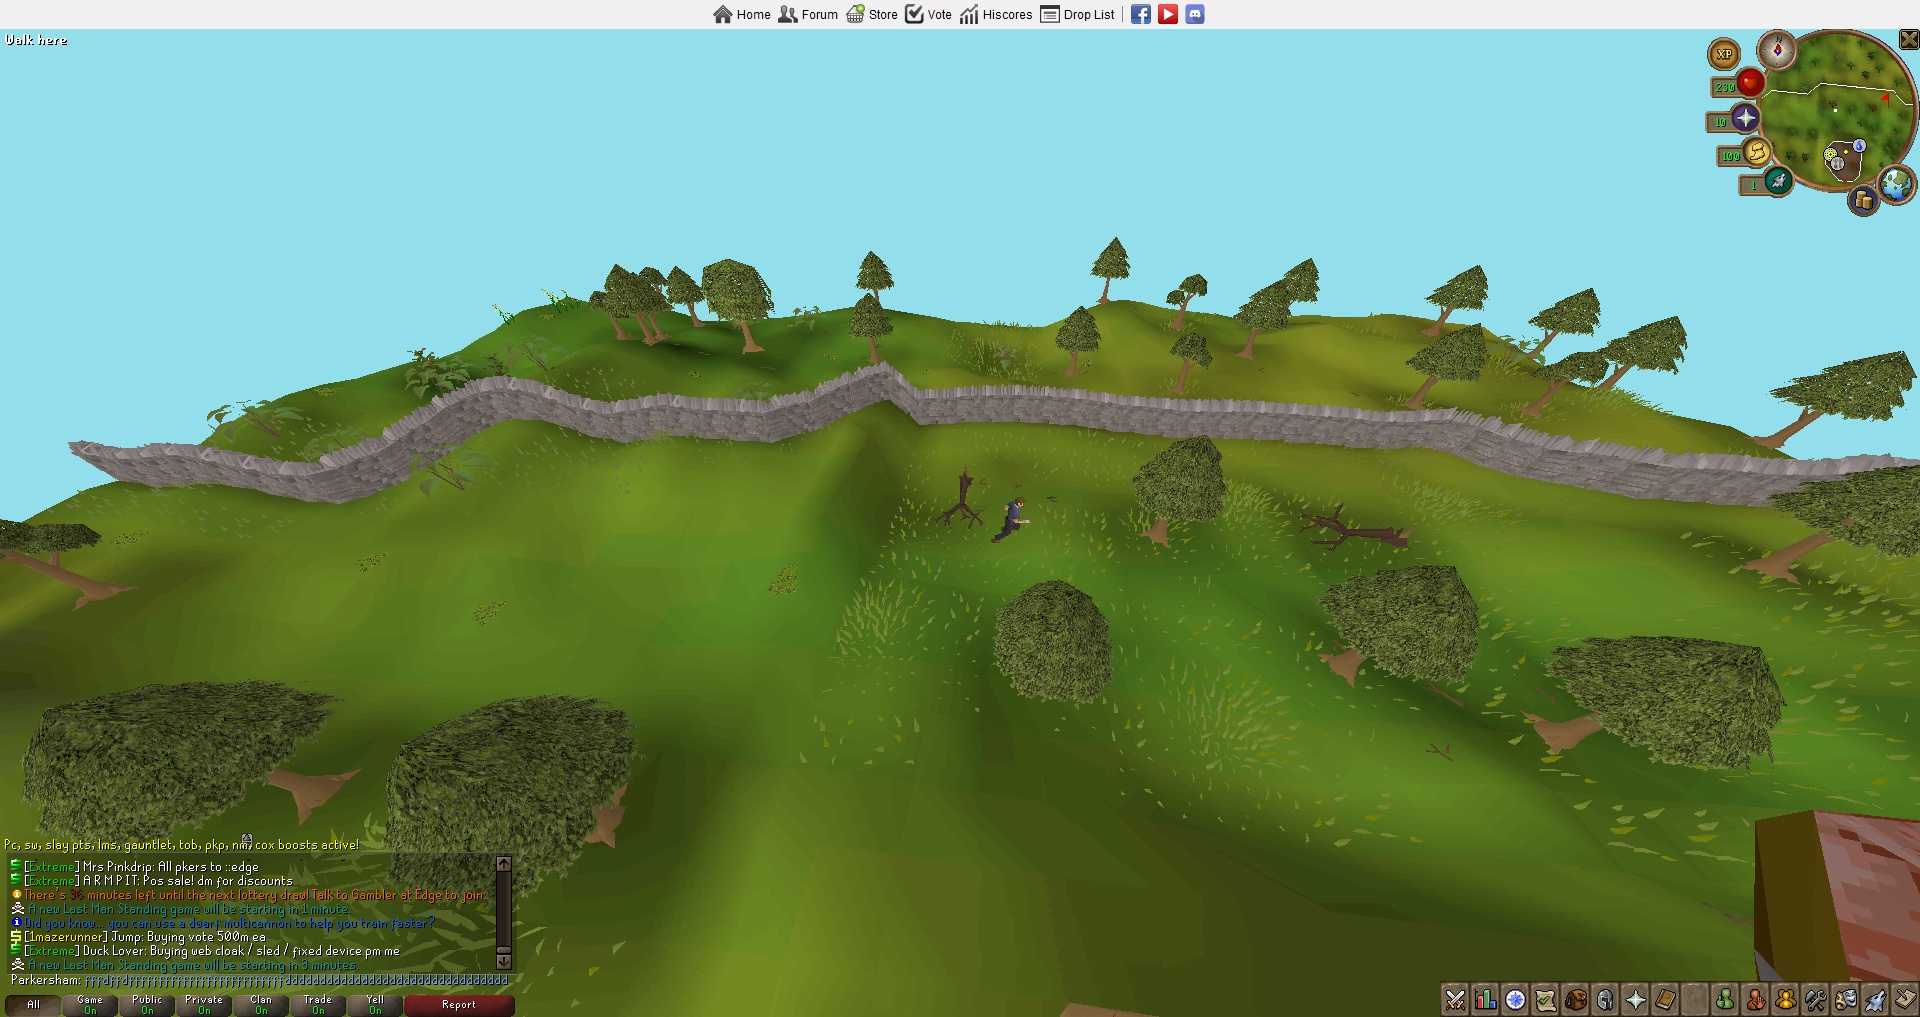 Home Forum Store Vote Hiscores Drop List
Walk here
XP
N
230
10
100
1
Pc, sw, slay pts, lms, gauntlet, tob, pkp, nm, cox boosts active!
[Extreme] Mrs Pinkdrip: All pkers to ::edge
[Extreme] A R M P I T: Pos sale! dm for discounts
There's 36 minutes left until the next lottery draw! Talk to Gambler at Edge to join.
A new Last Man Standing game will be starting in 1 minute.
Did you know... you can use a dwarf multicannon to help you train faster?
[1mazerunner] Jump: Buying vote 500m ea
[Extreme] Duck Lover: Buying web cloak / sled / fixed device pm me
A new Last Man Standing game will be starting in 3 minutes.
Parkersham:
All Game Public Private Clan Trade Yell Report
On On On On On On